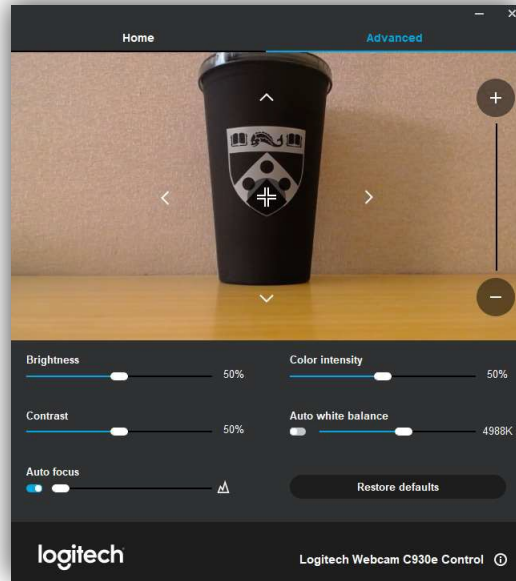 Home Advanced
Brightness 50%
Color intensity 50%
Contrast 50%
Auto white balance 4988K
Auto focus
Restore defaults
logitech
Logitech Webcam C930e Control